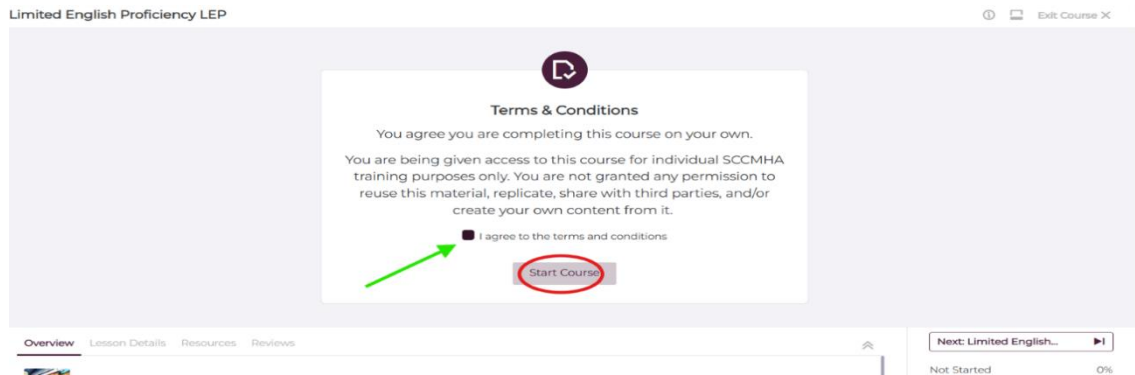 Limited English Proficiency LEP
Exit Course X
Terms & Conditions
You agree you are completing this course on your own.
You are being given access to this course for individual SCCMHA
training purposes only. You are not granted any permission to
reuse this material, replicate, share with third parties, and/or
create your own content from it.
I agree to the terms and conditions
Start Course
Overview Lesson Details Resources Reviews
Next: Limited English...
Not Started 0%